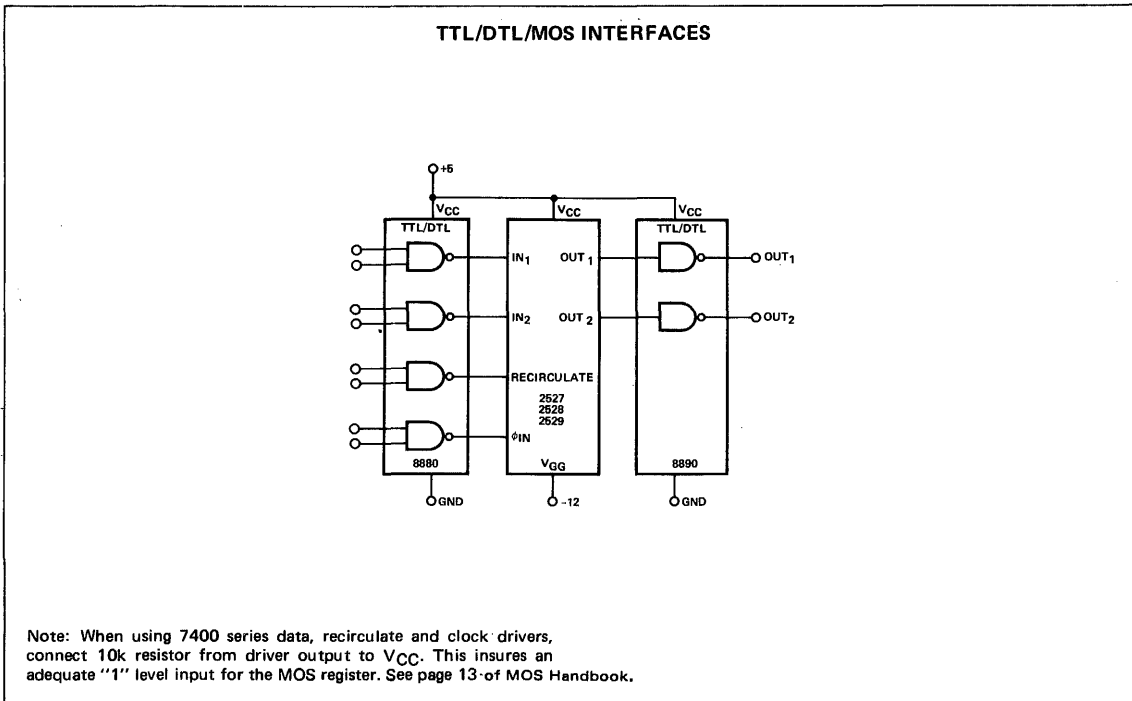 TTL/DTL/MOS INTERFACES
+5
VCC
VCC
VCC
TTL/DTL
TTL/DTL
IN1
OUT1
OUT1
IN2
OUT2
OUT2
RECIRCULATE
2527
2528
2529
ϕIN
8880
VGG
8890
GND
-12
GND
Note: When using 7400 series data, recirculate and clock drivers,
connect 10k resistor from driver output to VCC. This insures an
adequate "1" level input for the MOS register. See page 13 of MOS Handbook.